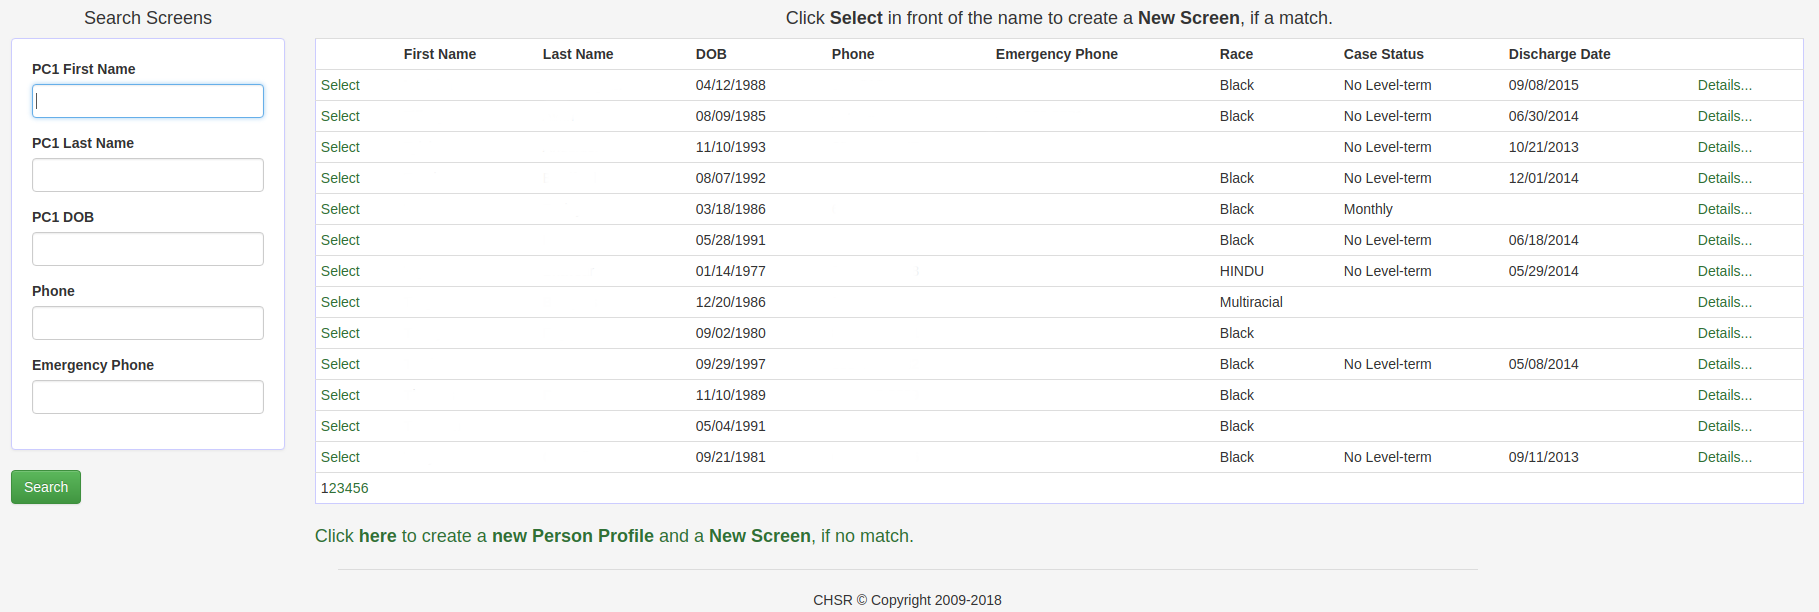 Search Screens
PC1 First Name
PC1 Last Name
PC1 DOB
Phone
Emergency Phone
Search
Click Select in front of the name to create a New Screen, if a match.
First Name Last Name DOB Phone Emergency Phone Race Case Status Discharge Date
Select 04/12/1988 Black No Level-term 09/08/2015 Details...
Select 08/09/1985 Black No Level-term 06/30/2014 Details...
Select 11/10/1993 No Level-term 10/21/2013 Details...
Select 08/07/1992 Black No Level-term 12/01/2014 Details...
Select 03/18/1986 Black Monthly Details...
Select 05/28/1991 Black No Level-term 06/18/2014 Details...
Select 01/14/1977 HINDU No Level-term 05/29/2014 Details...
Select 12/20/1986 Multiracial Details...
Select 09/02/1980 Black Details...
Select 09/29/1997 Black No Level-term 05/08/2014 Details...
Select 11/10/1989 Black Details...
Select 05/04/1991 Black Details...
Select 09/21/1981 Black No Level-term 09/11/2013 Details...
123456
Click here to create a new Person Profile and a New Screen, if no match.
CHSR © Copyright 2009-2018